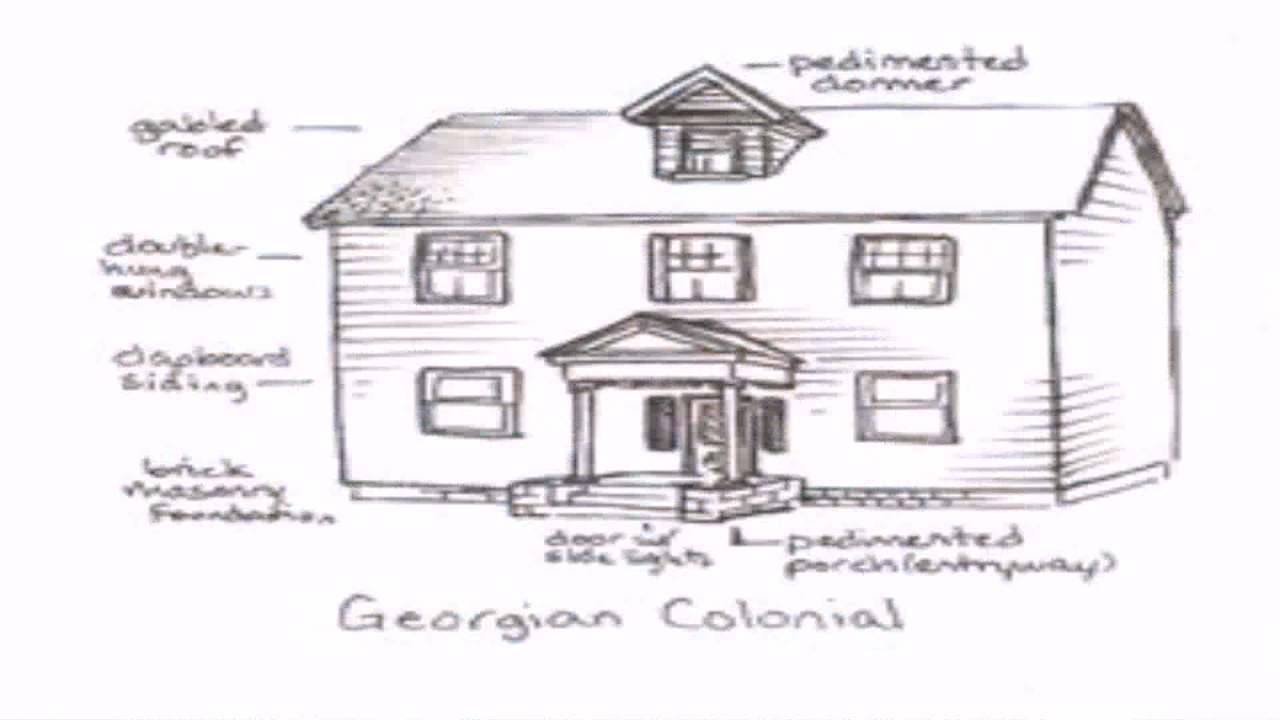 pedimented
dormer
gabled
roof
double-
hung
windows
clapboard
siding
brick
masonry
foundation
door w/
side lights
pedimented
porch (entryway)
Georgian Colonial